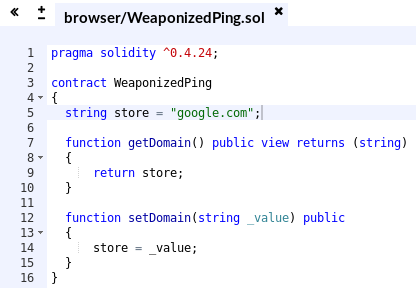 « browser/WeaponizedPing.sol ✖
1 pragma solidity ^0.4.24;
2
3 contract WeaponizedPing
4 {
5   string store = "google.com";
6
7   function getDomain() public view returns (string)
8   {
9       return store;
10   }
11
12   function setDomain(string _value) public
13   {
14       store = _value;
15   }
16 }